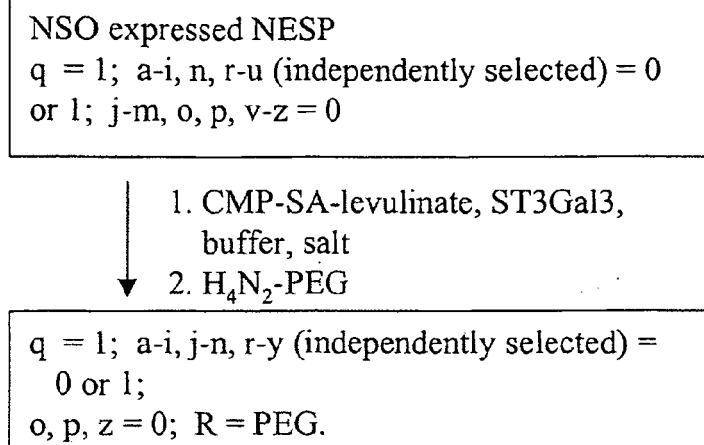 NSO expressed NESP
q = 1; a-i, n, r-u (independently selected) = 0
or 1; j-m, o, p, v-z = 0
1. CMP-SA-levulinate, ST3Gal3,
buffer, salt
2. H₄N₂-PEG
q = 1; a-i, j-n, r-y (independently selected) =
0 or 1;
o, p, z = 0; R = PEG.